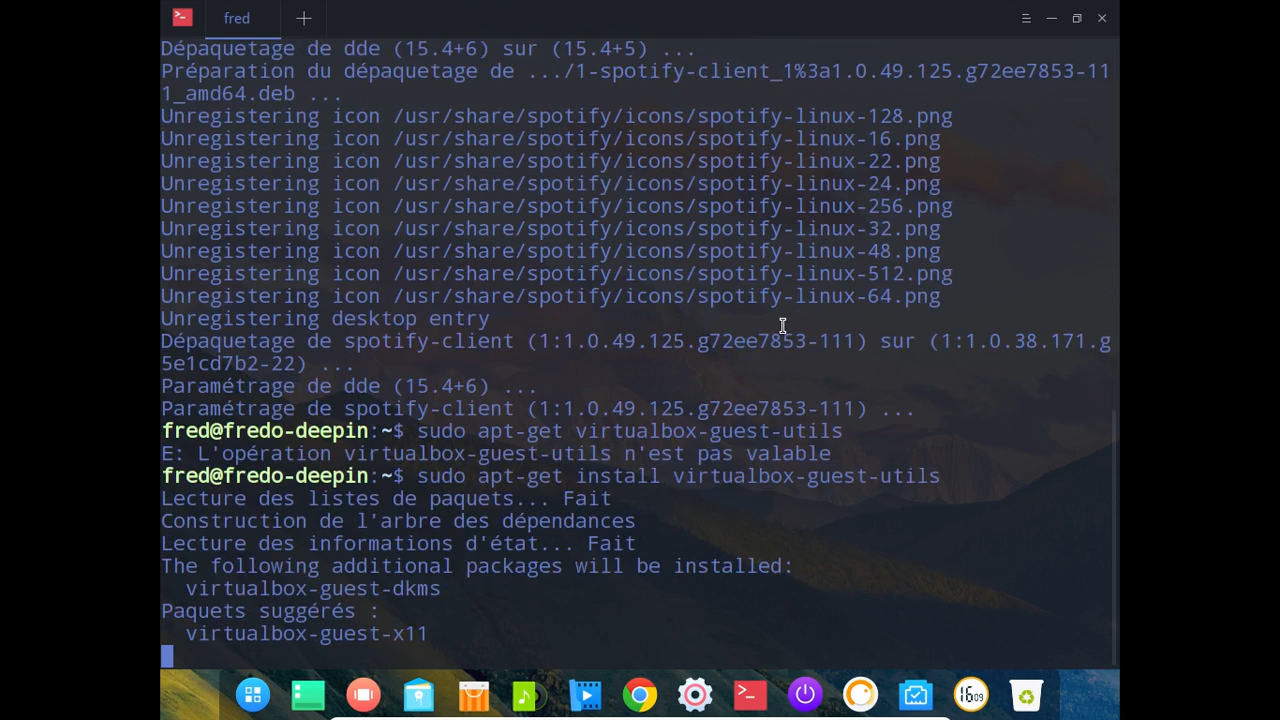 fred
Dépaquetage de dde (15.4+6) sur (15.4+5) ...
Préparation du dépaquetage de .../1-spotify-client_1%3a1.0.49.125.g72ee7853-11
1_amd64.deb ...
Unregistering icon /usr/share/spotify/icons/spotify-linux-128.png
Unregistering icon /usr/share/spotify/icons/spotify-linux-16.png
Unregistering icon /usr/share/spotify/icons/spotify-linux-22.png
Unregistering icon /usr/share/spotify/icons/spotify-linux-24.png
Unregistering icon /usr/share/spotify/icons/spotify-linux-256.png
Unregistering icon /usr/share/spotify/icons/spotify-linux-32.png
Unregistering icon /usr/share/spotify/icons/spotify-linux-48.png
Unregistering icon /usr/share/spotify/icons/spotify-linux-512.png
Unregistering icon /usr/share/spotify/icons/spotify-linux-64.png
Unregistering desktop entry
Dépaquetage de spotify-client (1:1.0.49.125.g72ee7853-111) sur (1:1.0.38.171.g
5e1cd7b2-22) ...
Paramétrage de dde (15.4+6) ...
Paramétrage de spotify-client (1:1.0.49.125.g72ee7853-111) ...
fred@fredo-deepin:~$ sudo apt-get virtualbox-guest-utils
E: L'opération virtualbox-guest-utils n'est pas valable
fred@fredo-deepin:~$ sudo apt-get install virtualbox-guest-utils
Lecture des listes de paquets... Fait
Construction de l'arbre des dépendances
Lecture des informations d'état... Fait
The following additional packages will be installed:
  virtualbox-guest-dkms
Paquets suggérés :
  virtualbox-guest-x11
16 09